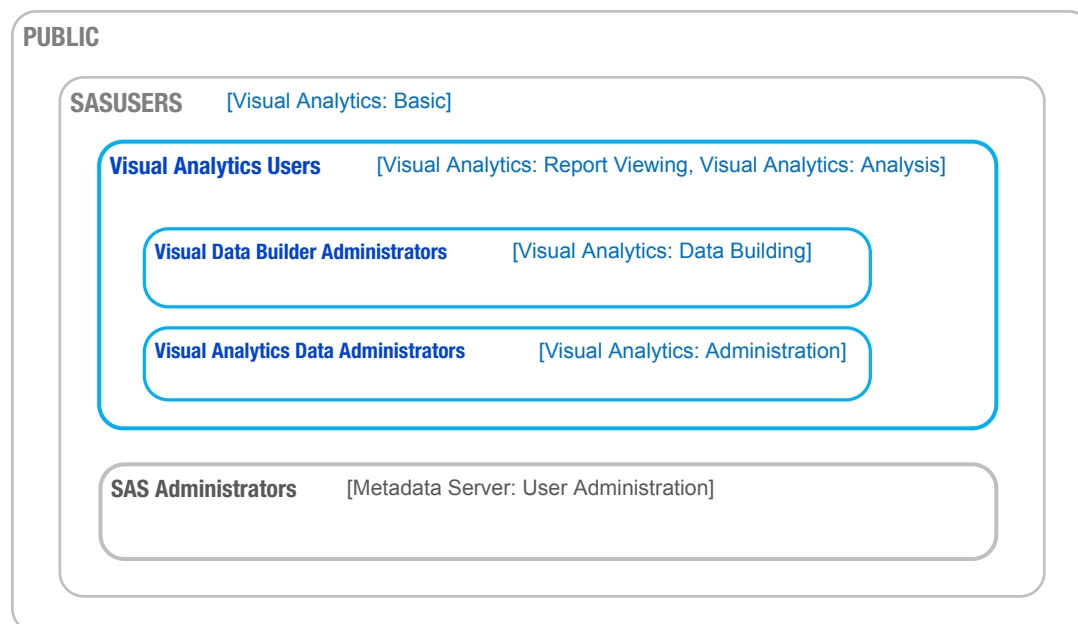 PUBLIC
SASUSERS [Visual Analytics: Basic]
Visual Analytics Users [Visual Analytics: Report Viewing, Visual Analytics: Analysis]
Visual Data Builder Administrators [Visual Analytics: Data Building]
Visual Analytics Data Administrators [Visual Analytics: Administration]
SAS Administrators [Metadata Server: User Administration]